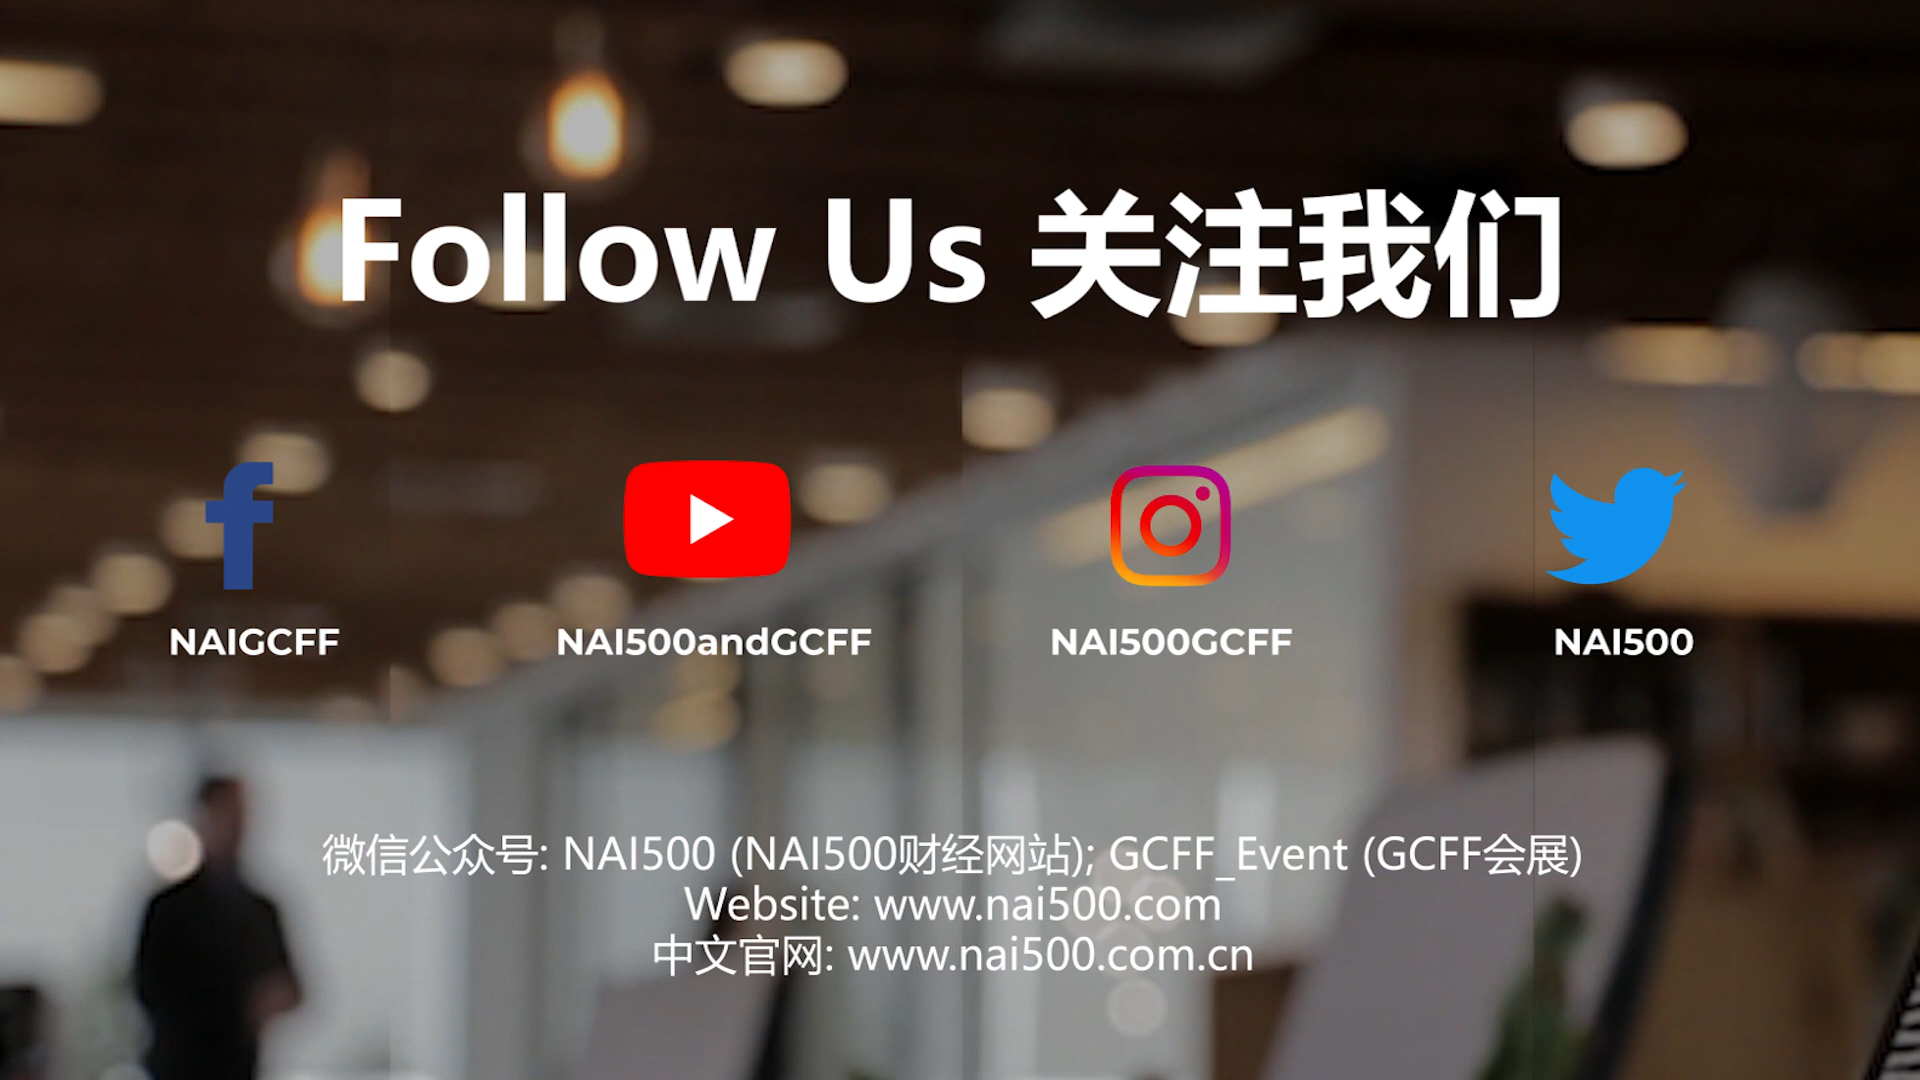 Follow Us 关注我们
NAIGCFF
NAI500andGCFF
NAI500GCFF
NAI500
微信公众号: NAI500 (NAI500财经网站); GCFF_Event (GCFF会展)
Website: www.nai500.com
中文官网: www.nai500.com.cn